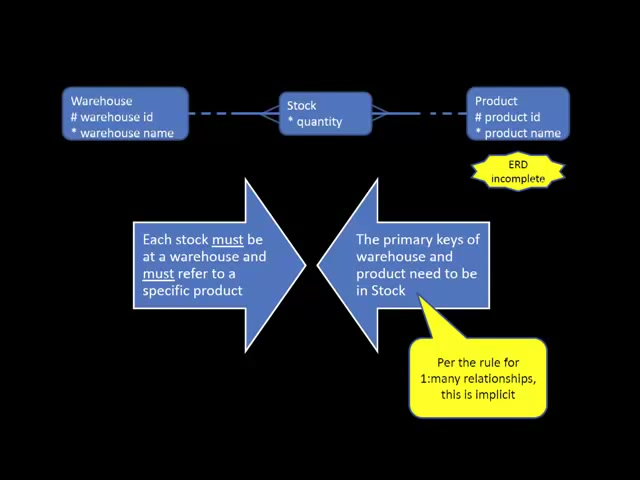 Warehouse
# warehouse id
* warehouse name
Stock
* quantity
Product
# product id
* product name
ERD
incomplete
Each stock must be
at a warehouse and
must refer to a
specific product
The primary keys of
warehouse and
product need to be
in Stock
Per the rule for
1:many relationships,
this is implicit